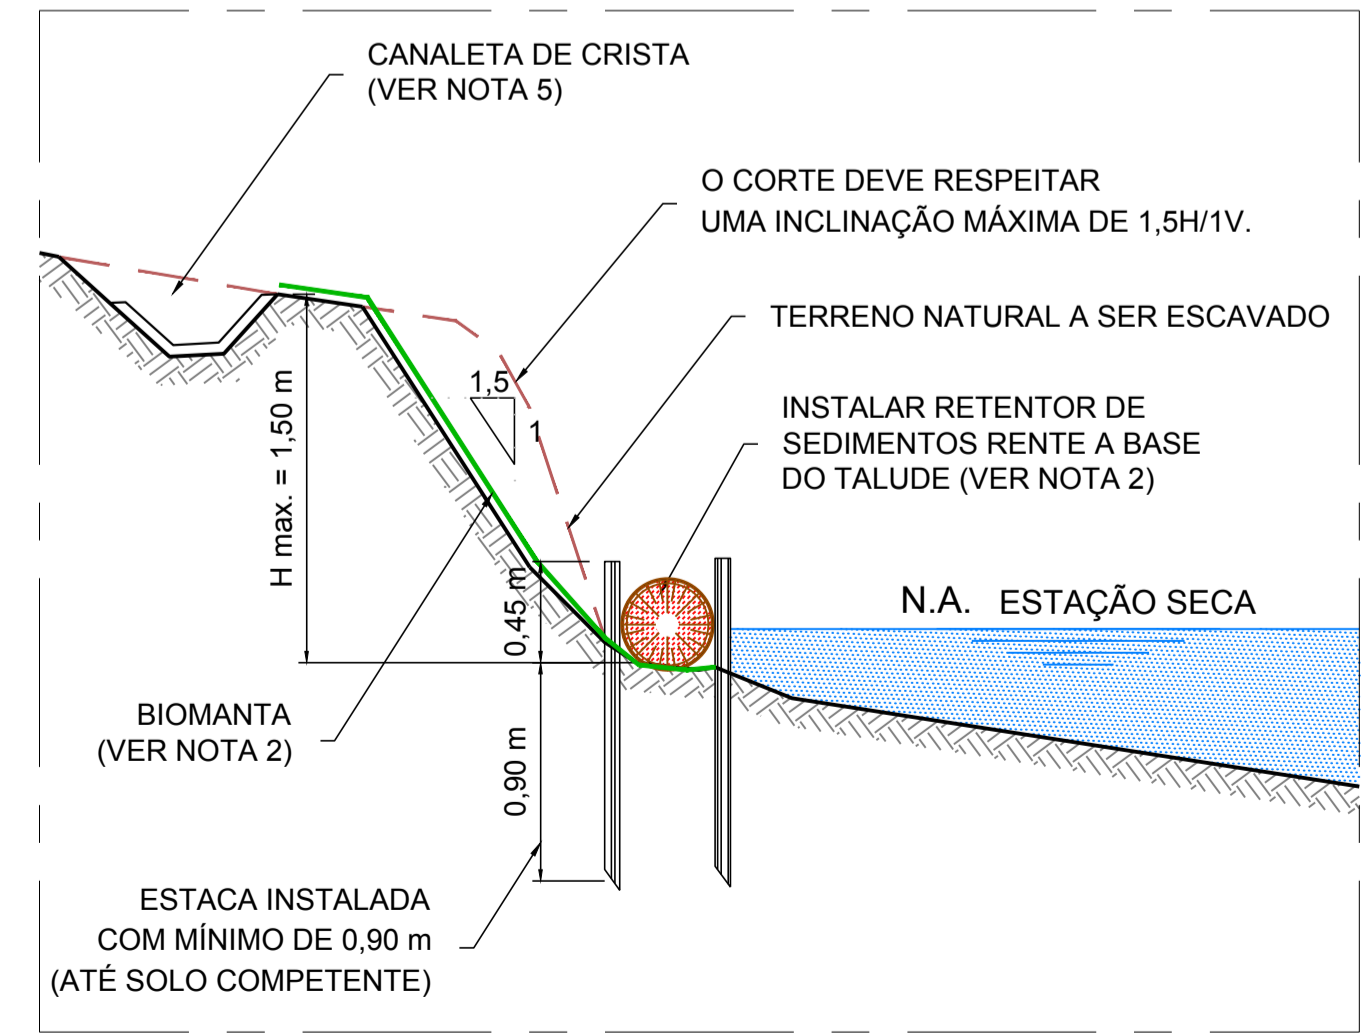 CANALETA DE CRISTA
(VER NOTA 5)
O CORTE DEVE RESPEITAR
UMA INCLINAÇÃO MÁXIMA DE 1,5H/1V.
TERRENO NATURAL A SER ESCAVADO
1,5
1
INSTALAR RETENTOR DE
SEDIMENTOS RENTE A BASE
DO TALUDE (VER NOTA 2)
H max. = 1,50 m
0,45 m
N.A. ESTAÇÃO SECA
BIOMANTA
(VER NOTA 2)
0,90 m
ESTACA INSTALADA
COM MÍNIMO DE 0,90 m
(ATÉ SOLO COMPETENTE)